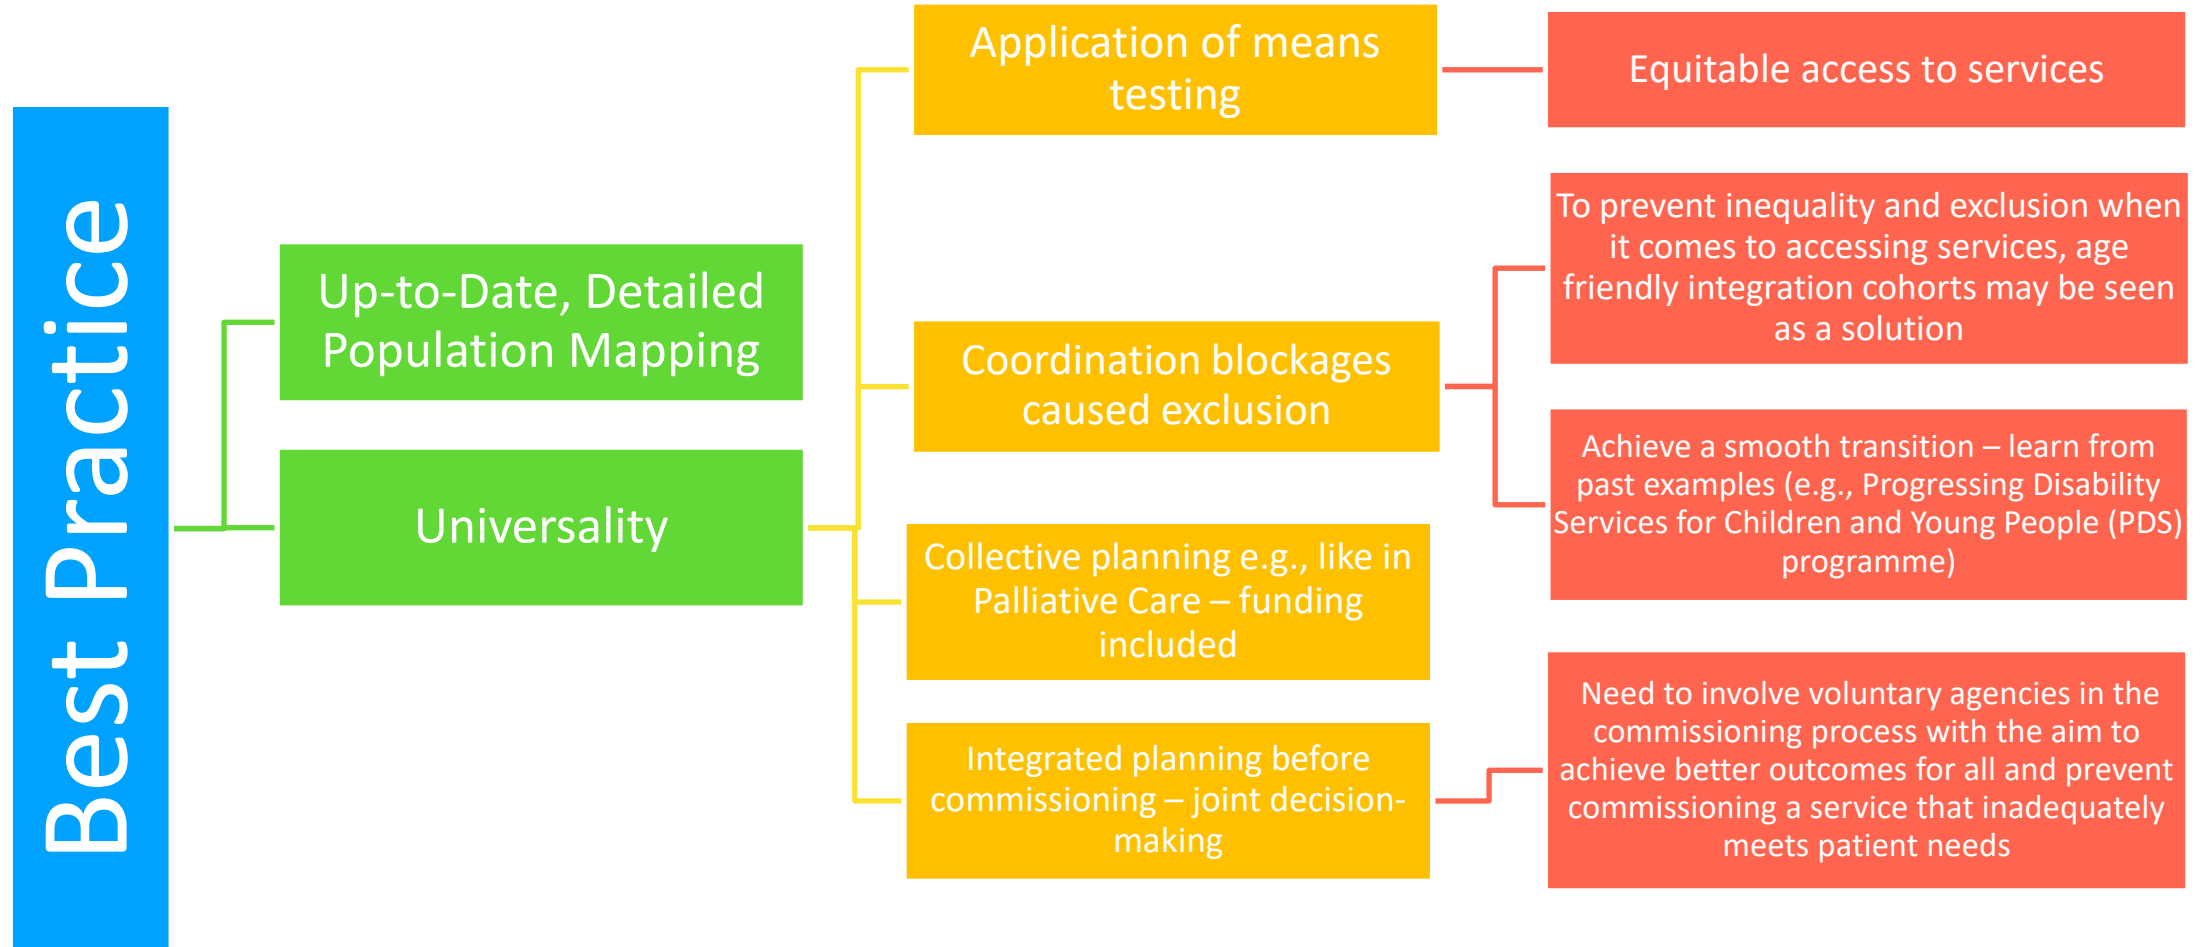 Best Practice
Up-to-Date, Detailed
Population Mapping
Universality
Application of means
testing
Equitable access to services
Coordination blockages
caused exclusion
To prevent inequality and exclusion when
it comes to accessing services, age
friendly integration cohorts may be seen
as a solution
Achieve a smooth transition – learn from
past examples (e.g., Progressing Disability
Services for Children and Young People (PDS)
programme)
Collective planning e.g., like in
Palliative Care – funding
included
Integrated planning before
commissioning – joint decision-
making
Need to involve voluntary agencies in the
commissioning process with the aim to
achieve better outcomes for all and prevent
commissioning a service that inadequately
meets patient needs